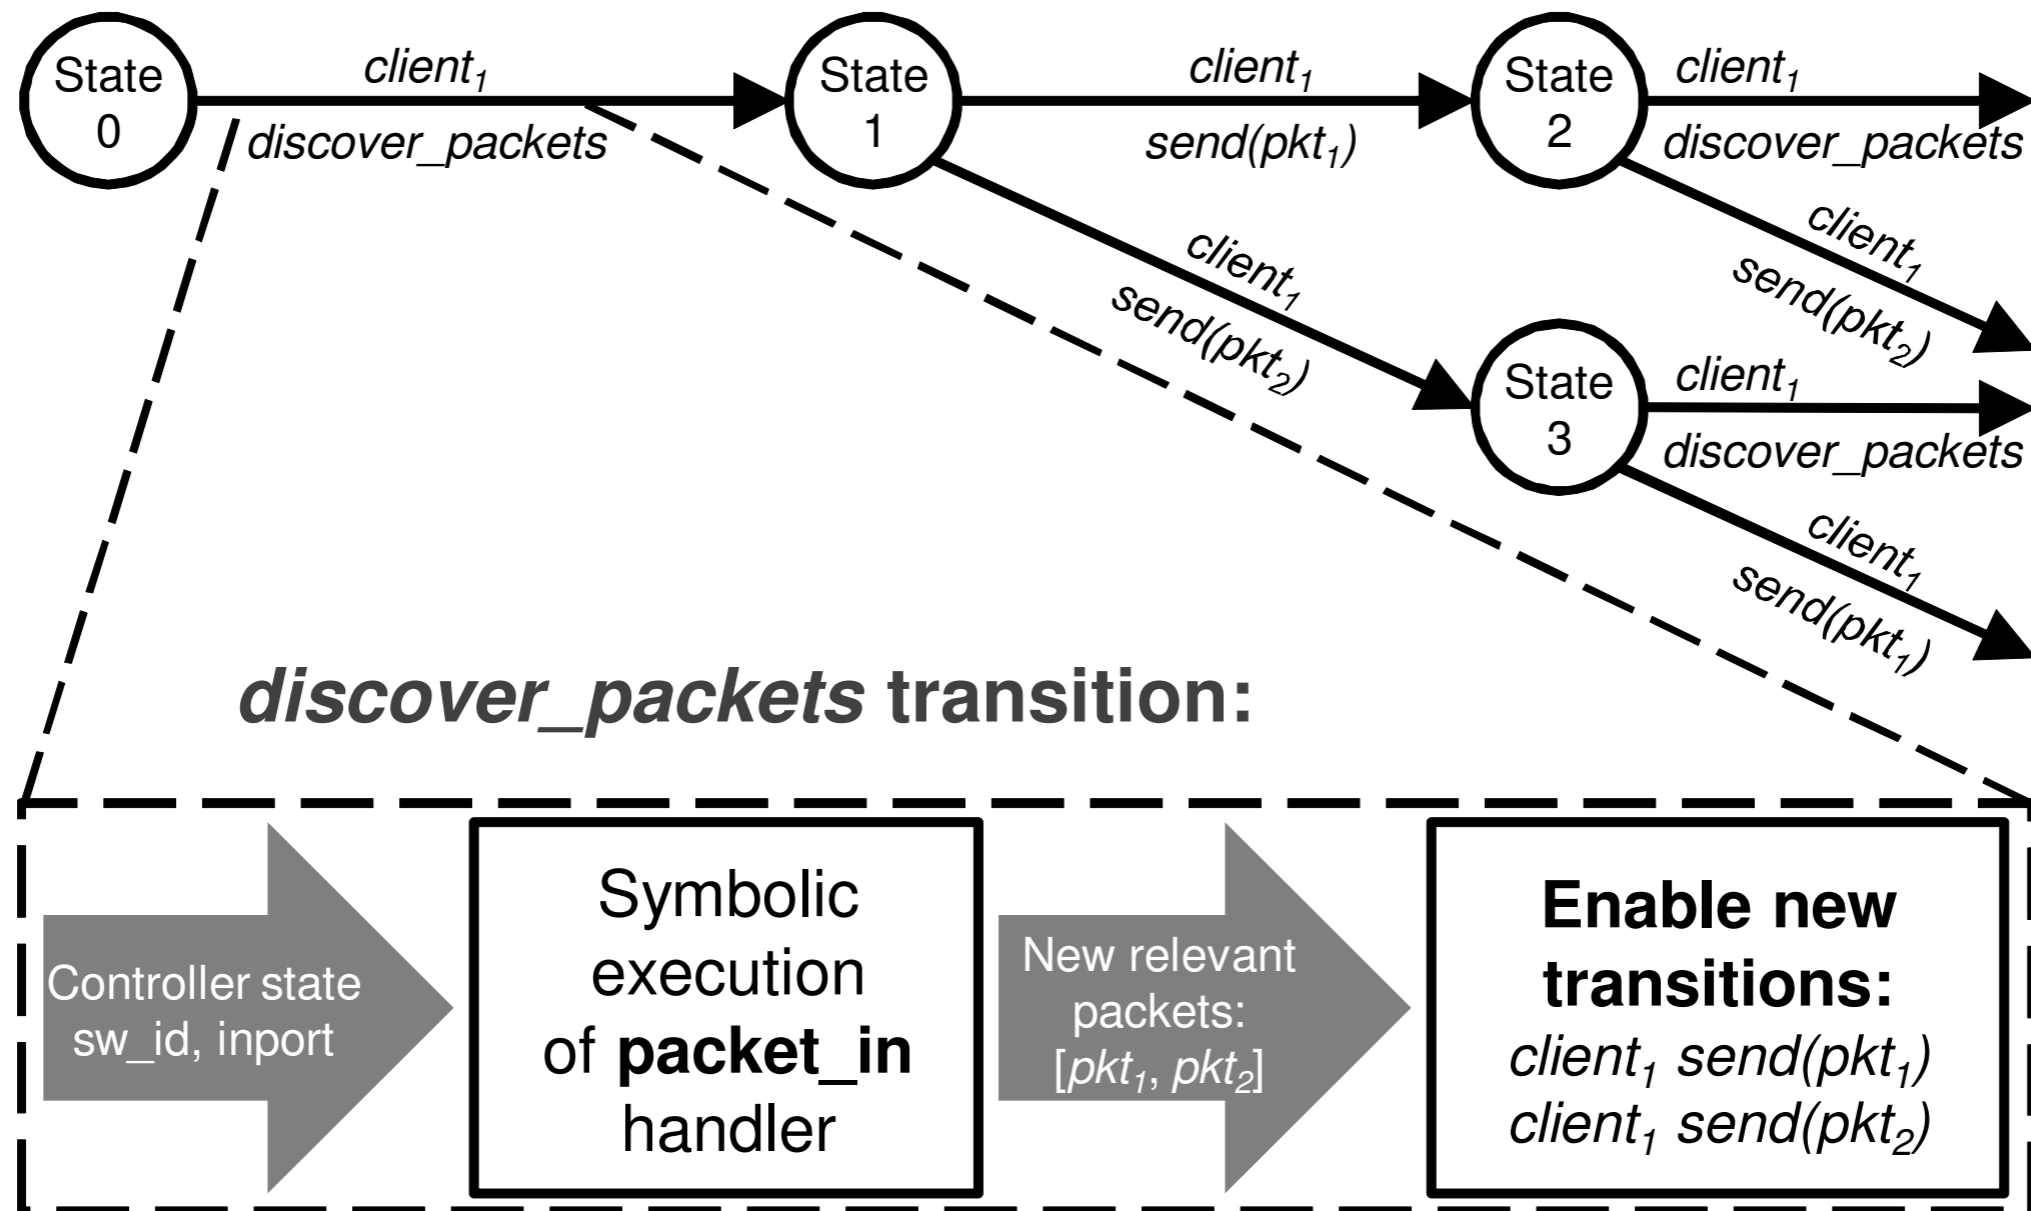 State
0
client₁
discover_packets
State
1
client₁
send(pkt₁)
State
2
client₁
discover_packets
client₁
send(pkt₂)
client₁
send(pkt₂)
State
3
client₁
discover_packets
client₁
send(pkt₁)
discover_packets transition:
Controller state
sw_id, inport
Symbolic
execution
of packet_in
handler
New relevant
packets:
[pkt₁, pkt₂]
Enable new
transitions:
client₁ send(pkt₁)
client₁ send(pkt₂)